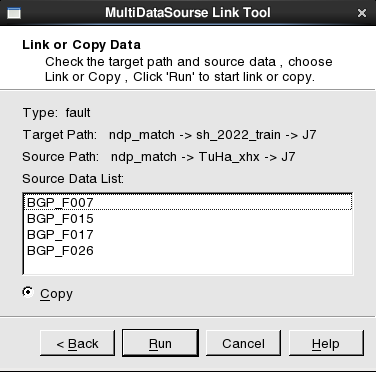 MultiDataSourse Link Tool
Link or Copy Data
Check the target path and source data , choose
Link or Copy , Click 'Run' to start link or copy.
Type: fault
Target Path: ndp_match -> sh_2022_train -> J7
Source Path: ndp_match -> TuHa_xhx -> J7
Source Data List:
BGP_F007
BGP_F015
BGP_F017
BGP_F026
Copy
< Back Run Cancel Help